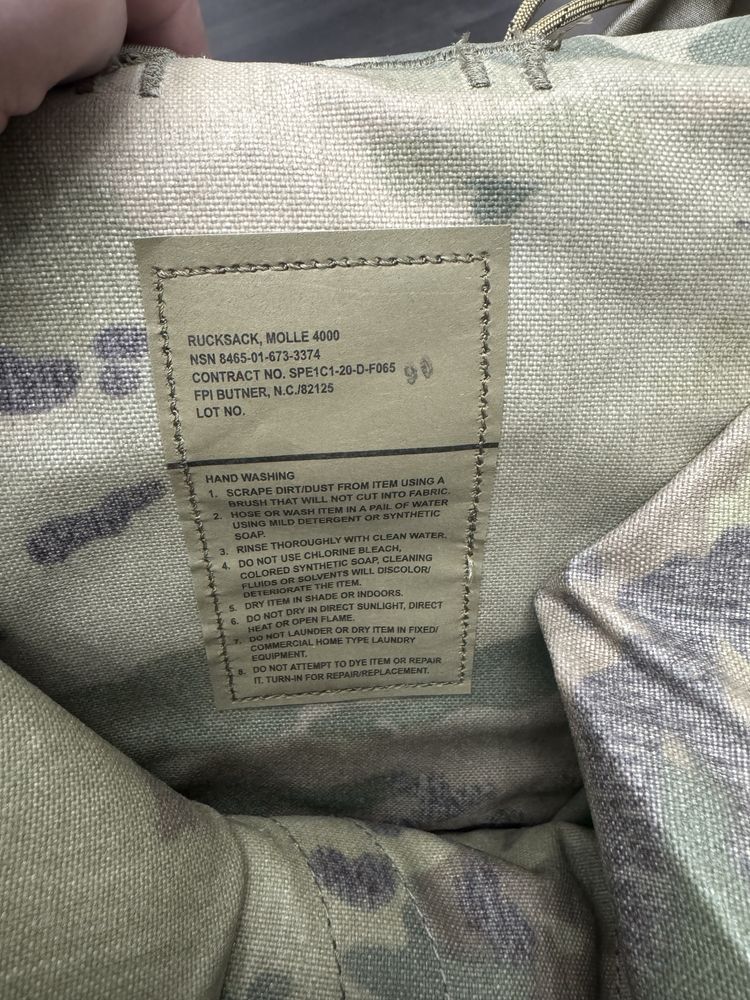 RUCKSACK, MOLLE 4000
NSN 8465-01-673-3374
CONTRACT NO. SPE1C1-20-D-F065 90
FPI BUTNER, N.C./82125
LOT NO.
HAND WASHING
1. SCRAPE DIRT/DUST FROM ITEM USING A
BRUSH THAT WILL NOT CUT INTO FABRIC.
2. HOSE OR WASH ITEM IN A PAIL OF WATER
USING MILD DETERGENT OR SYNTHETIC
SOAP.
3. RINSE THOROUGHLY WITH CLEAN WATER.
4. DO NOT USE CHLORINE BLEACH,
COLORED SYNTHETIC SOAP, CLEANING
FLUIDS OR SOLVENTS WILL DISCOLOR/
DETERIORATE THE ITEM.
5. DRY ITEM IN SHADE OR INDOORS.
6. DO NOT DRY IN DIRECT SUNLIGHT, DIRECT
HEAT OR OPEN FLAME.
7. DO NOT LAUNDER OR DRY ITEM IN FIXED/
COMMERCIAL HOME TYPE LAUNDRY
EQUIPMENT.
8. DO NOT ATTEMPT TO DYE ITEM OR REPAIR
IT. TURN-IN FOR REPAIR/REPLACEMENT.